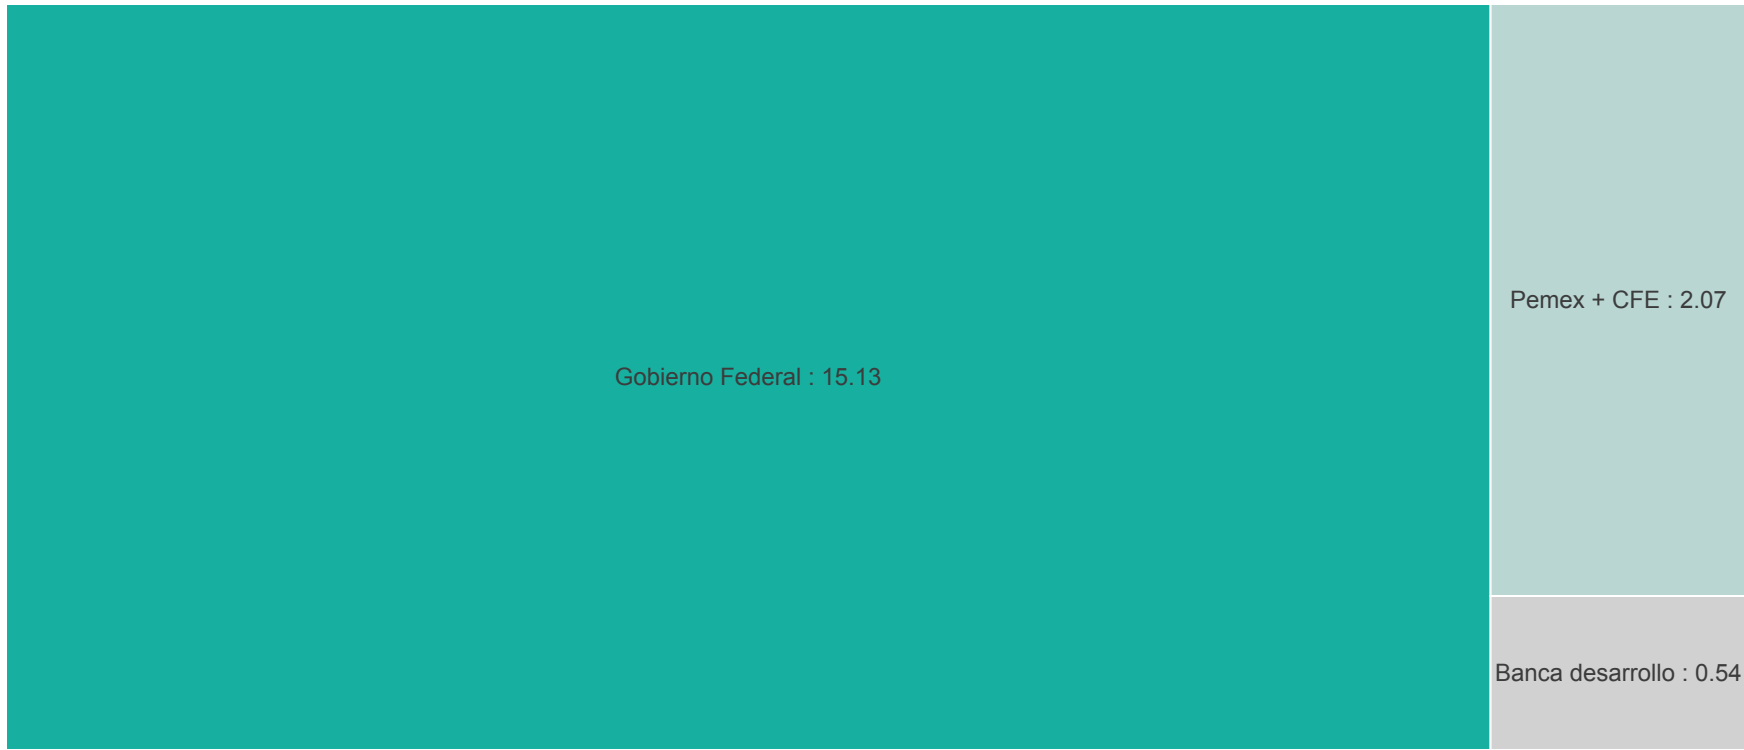 Gobierno Federal : 15.13
Pemex + CFE : 2.07
Banca desarrollo : 0.54